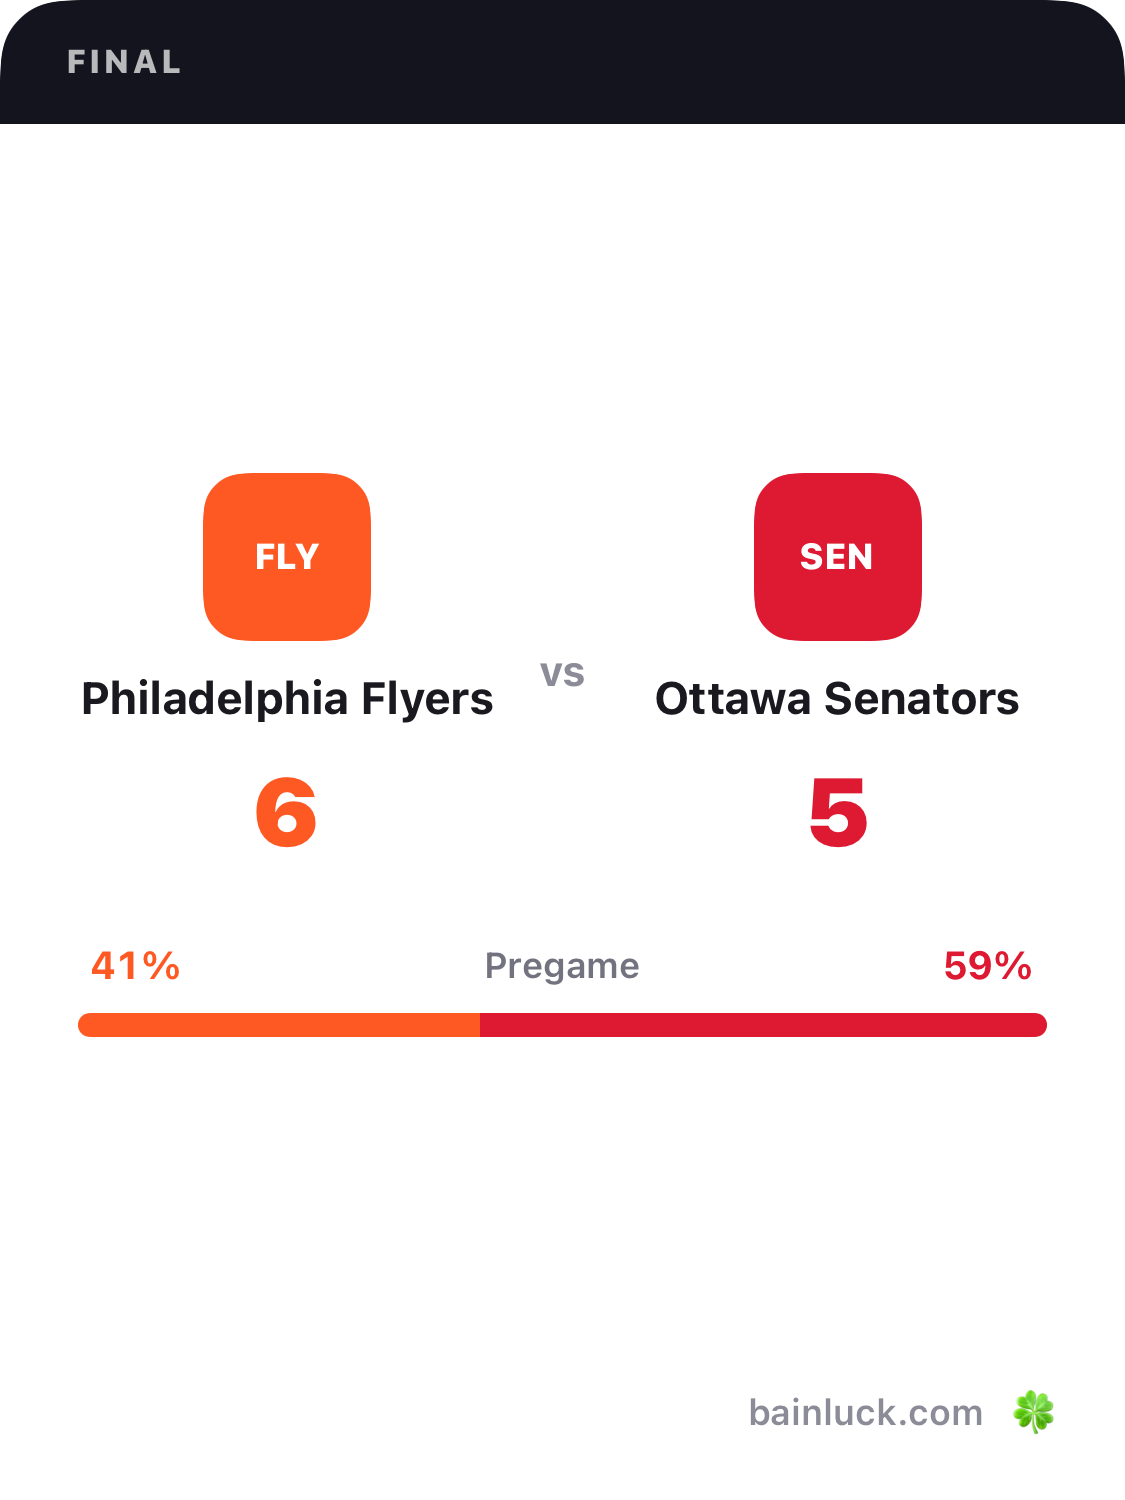 FINAL
FLY
SEN
Philadelphia Flyers
vs
Ottawa Senators
6
5
41%
Pregame
59%
bainluck.com